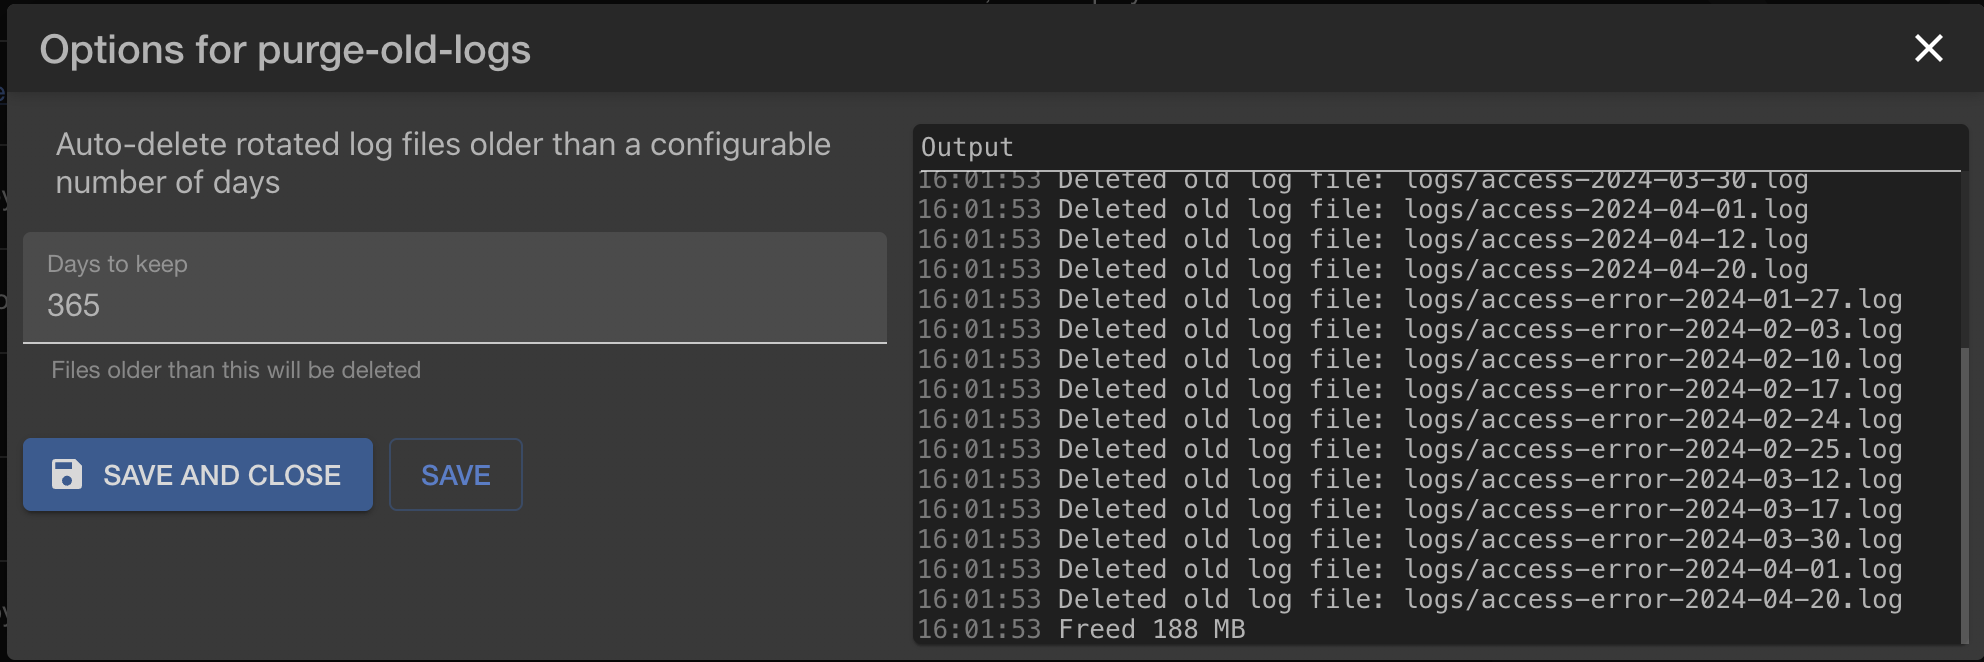 Options for purge-old-logs
Auto-delete rotated log files older than a configurable
number of days
Days to keep
365
Files older than this will be deleted
SAVE AND CLOSE
SAVE
Output
16:01:53 Deleted old log file: logs/access-2024-03-30.log
16:01:53 Deleted old log file: logs/access-2024-04-01.log
16:01:53 Deleted old log file: logs/access-2024-04-12.log
16:01:53 Deleted old log file: logs/access-2024-04-20.log
16:01:53 Deleted old log file: logs/access-error-2024-01-27.log
16:01:53 Deleted old log file: logs/access-error-2024-02-03.log
16:01:53 Deleted old log file: logs/access-error-2024-02-10.log
16:01:53 Deleted old log file: logs/access-error-2024-02-17.log
16:01:53 Deleted old log file: logs/access-error-2024-02-24.log
16:01:53 Deleted old log file: logs/access-error-2024-02-25.log
16:01:53 Deleted old log file: logs/access-error-2024-03-12.log
16:01:53 Deleted old log file: logs/access-error-2024-03-17.log
16:01:53 Deleted old log file: logs/access-error-2024-03-30.log
16:01:53 Deleted old log file: logs/access-error-2024-04-01.log
16:01:53 Deleted old log file: logs/access-error-2024-04-20.log
16:01:53 Freed 188 MB